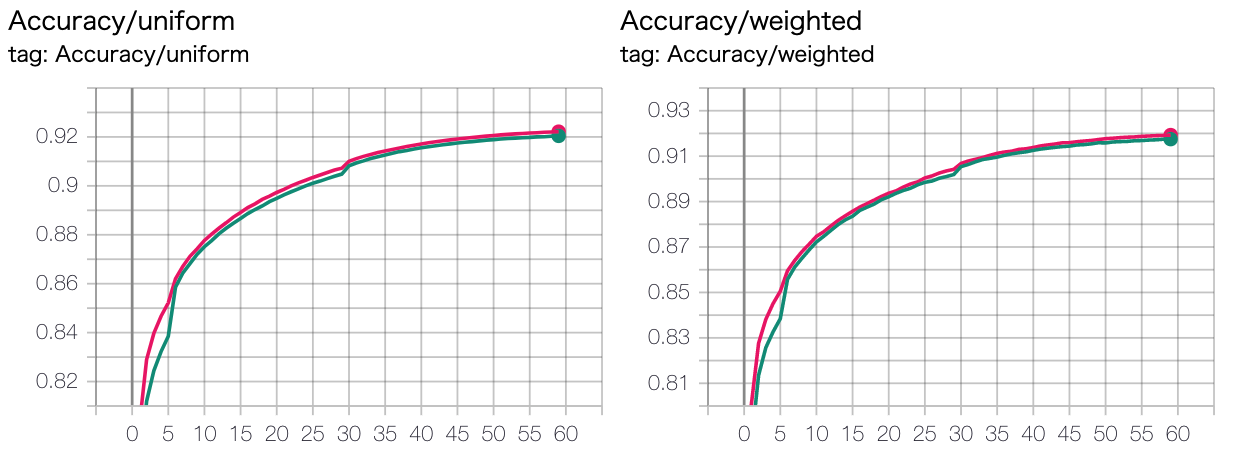 Accuracy/uniform
tag: Accuracy/uniform
0.92
0.9
0.88
0.86
0.84
0.82
0 5 10 15 20 25 30 35 40 45 50 55 60
Accuracy/weighted
tag: Accuracy/weighted
0.93
0.91
0.89
0.87
0.85
0.83
0.81
0 5 10 15 20 25 30 35 40 45 50 55 60